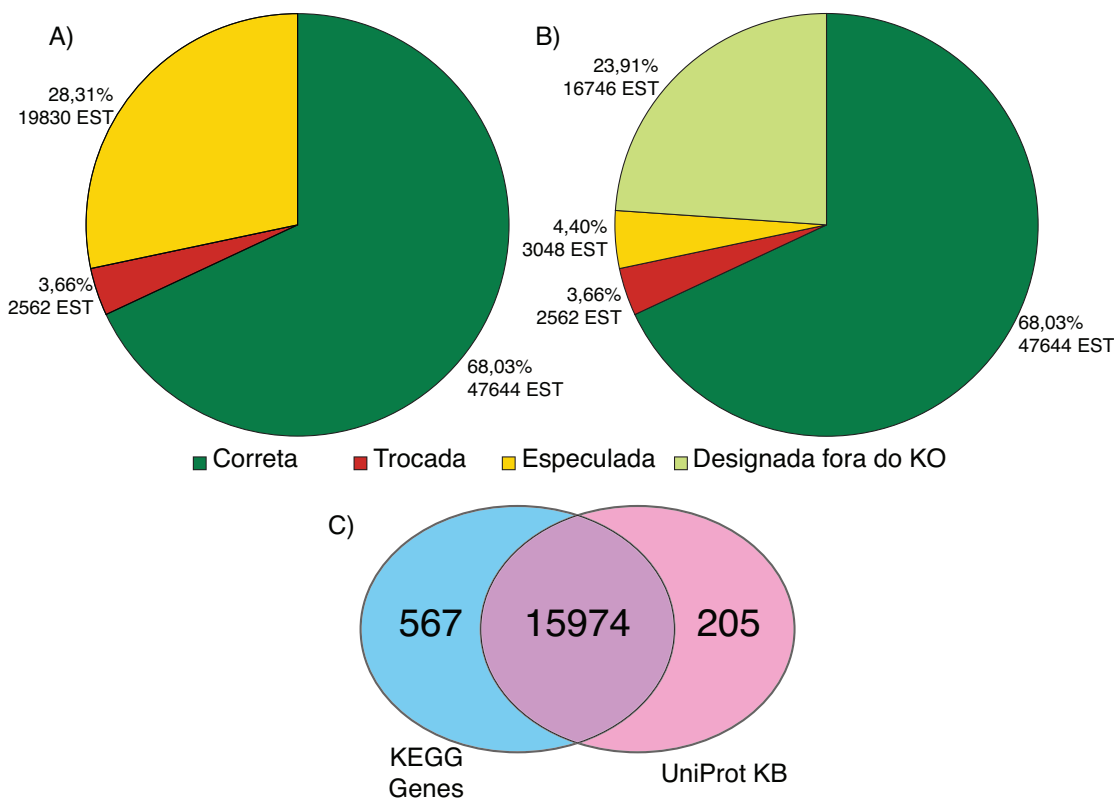 A)
28,31%
19830 EST
3,66%
2562 EST
68,03%
47644 EST
B)
23,91%
16746 EST
4,40%
3048 EST
3,66%
2562 EST
68,03%
47644 EST
Correta Trocada Especulada Designada fora do KO
C)
567 15974 205
KEGG
Genes
UniProt KB